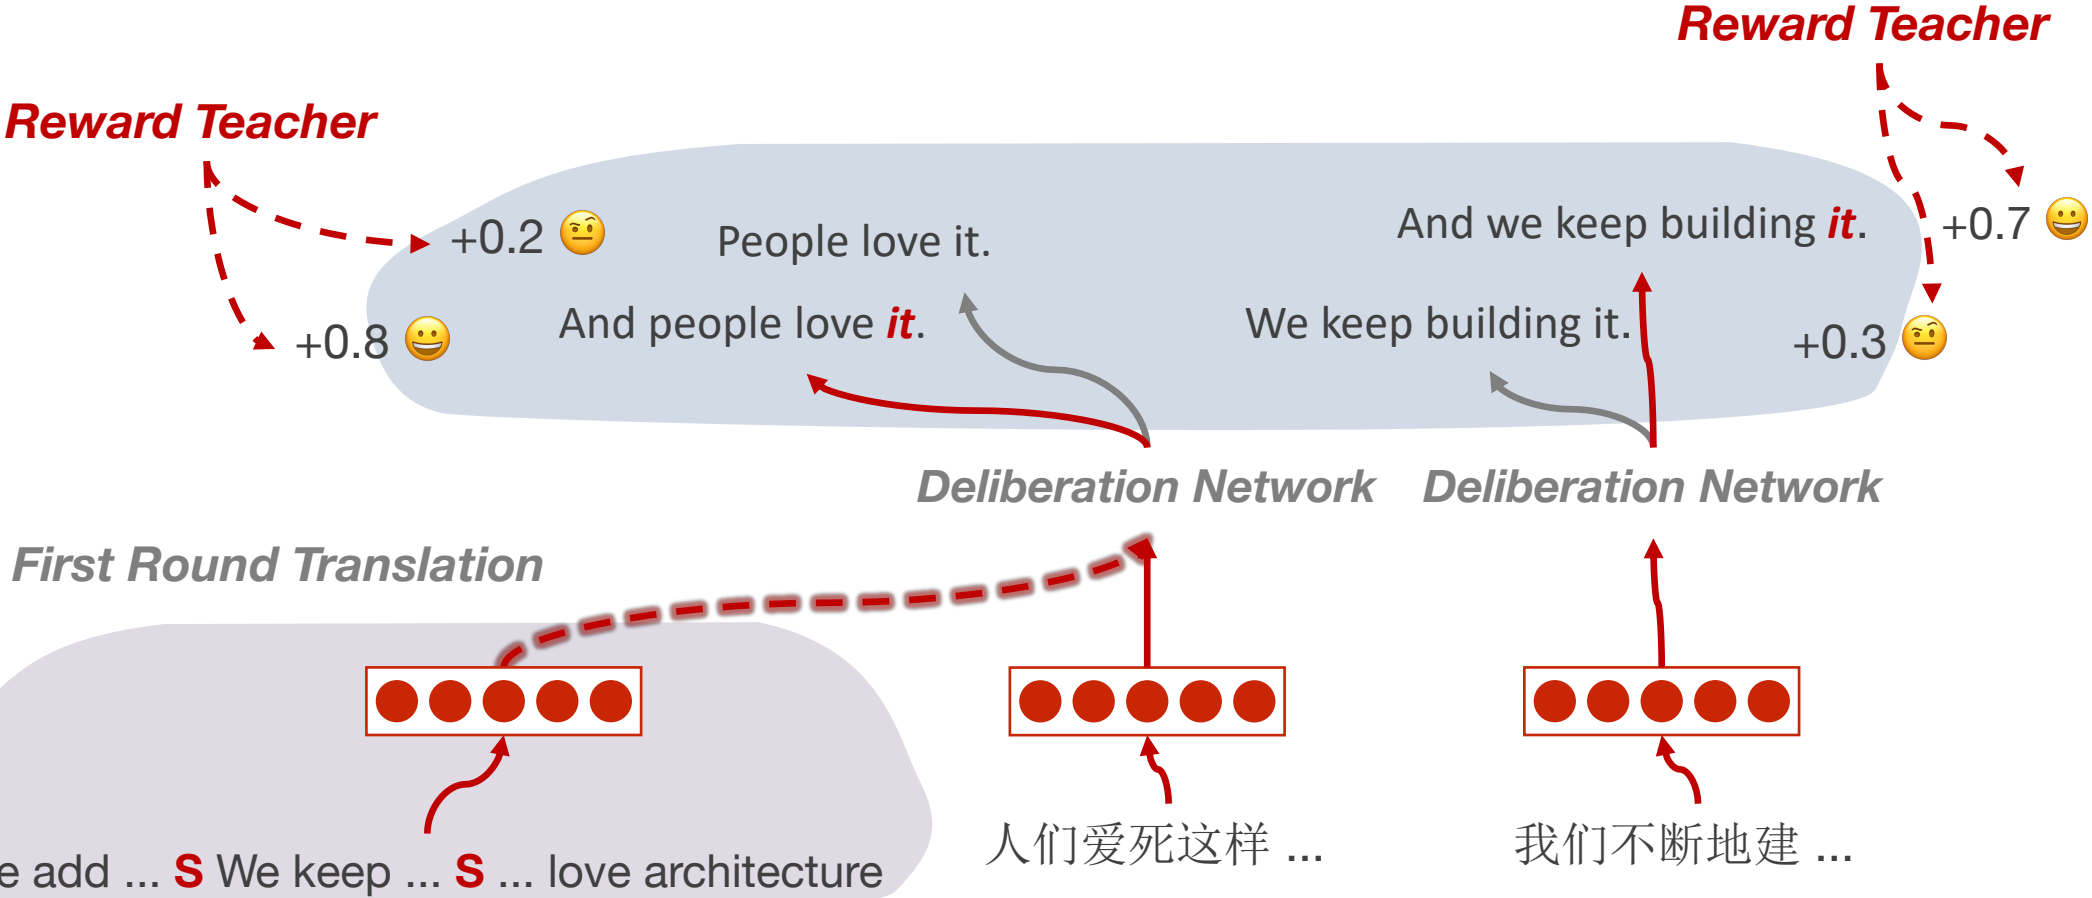 Reward Teacher
Reward Teacher
+0.2
People love it.
And we keep building it.
+0.7
+0.8
And people love it.
We keep building it.
+0.3
Deliberation Network
Deliberation Network
First Round Translation
e add ... S We keep ... S ... love architecture
人们爱死这样 ...
我们不断地建 ...